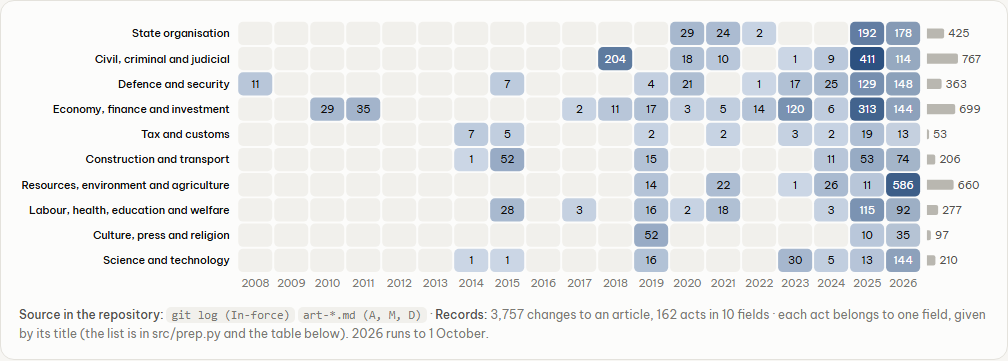 State organisation 29 24 2 192 178 425
Civil, criminal and judicial 204 18 10 1 9 411 114 767
Defence and security 11 7 4 21 1 17 25 129 148 363
Economy, finance and investment 29 35 2 11 17 3 5 14 120 6 313 144 699
Tax and customs 7 5 2 2 3 2 19 13 53
Construction and transport 1 52 15 11 53 74 206
Resources, environment and agriculture 14 22 1 26 11 586 660
Labour, health, education and welfare 28 3 16 2 18 3 115 92 277
Culture, press and religion 52 10 35 97
Science and technology 1 1 16 30 5 13 144 210
2008 2009 2010 2011 2012 2013 2014 2015 2016 2017 2018 2019 2020 2021 2022 2023 2024 2025 2026
Source in the repository: git log (In-force) art-*.md (A, M, D) · Records: 3,757 changes to an article, 162 acts in 10 fields · each act belongs to one field, given
by its title (the list is in src/prep.py and the table below). 2026 runs to 1 October.